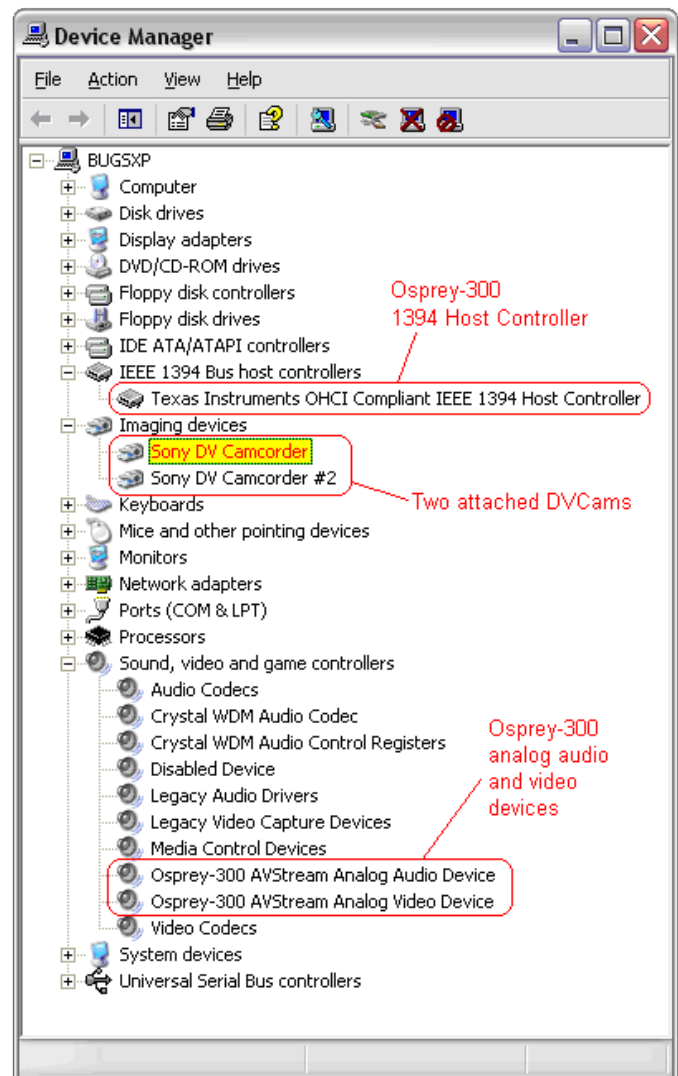 Device Manager
File Action View Help
BUGSXP
Computer
Disk drives
Display adapters
DVD/CD-ROM drives
Floppy disk controllers
Floppy disk drives
IDE ATA/ATAPI controllers
IEEE 1394 Bus host controllers
Texas Instruments OHCI Compliant IEEE 1394 Host Controller
Imaging devices
Sony DV Camcorder
Sony DV Camcorder #2
Keyboards
Mice and other pointing devices
Monitors
Network adapters
Ports (COM & LPT)
Processors
Sound, video and game controllers
Audio Codecs
Crystal WDM Audio Codec
Crystal WDM Audio Control Registers
Disabled Device
Legacy Audio Drivers
Legacy Video Capture Devices
Media Control Devices
Osprey-300 AVStream Analog Audio Device
Osprey-300 AVStream Analog Video Device
Video Codecs
System devices
Universal Serial Bus controllers
Osprey-300
1394 Host Controller
Two attached DVCams
Osprey-300
analog audio
and video
devices